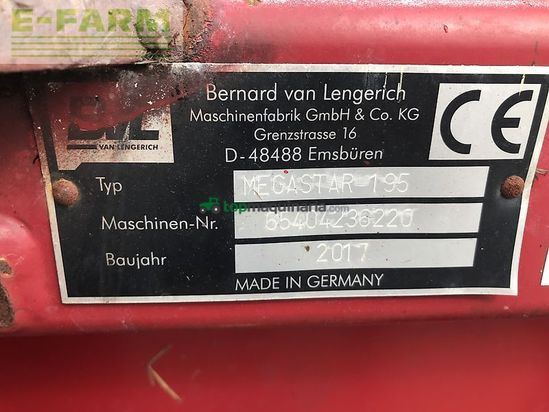 E-FARM
BVL
VAN LENGERICH
Bernard van Lengerich
Maschinenfabrik GmbH & Co. KG
Grenzstrasse 16
D-48488 Emsbüren
CE
Typ MEGASTAR 195
topmaquinaria.com
Maschinen-Nr. 55404236220
Baujahr 2017
MADE IN GERMANY